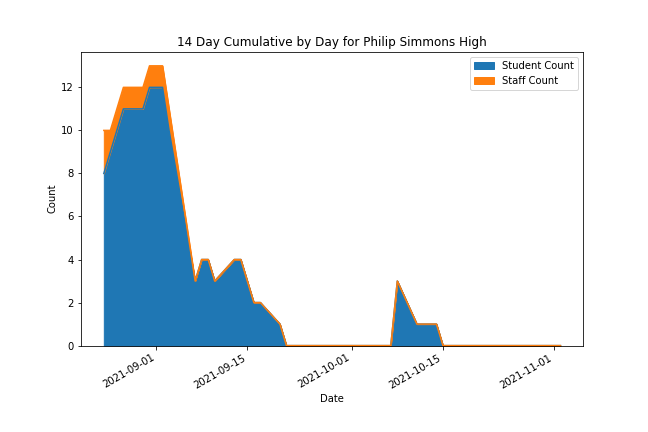 14 Day Cumulative by Day for Philip Simmons High
Student Count
Staff Count
Count
12
10
8
6
4
2
0
2021-09-01
2021-09-15
2021-10-01
2021-10-15
2021-11-01
Date